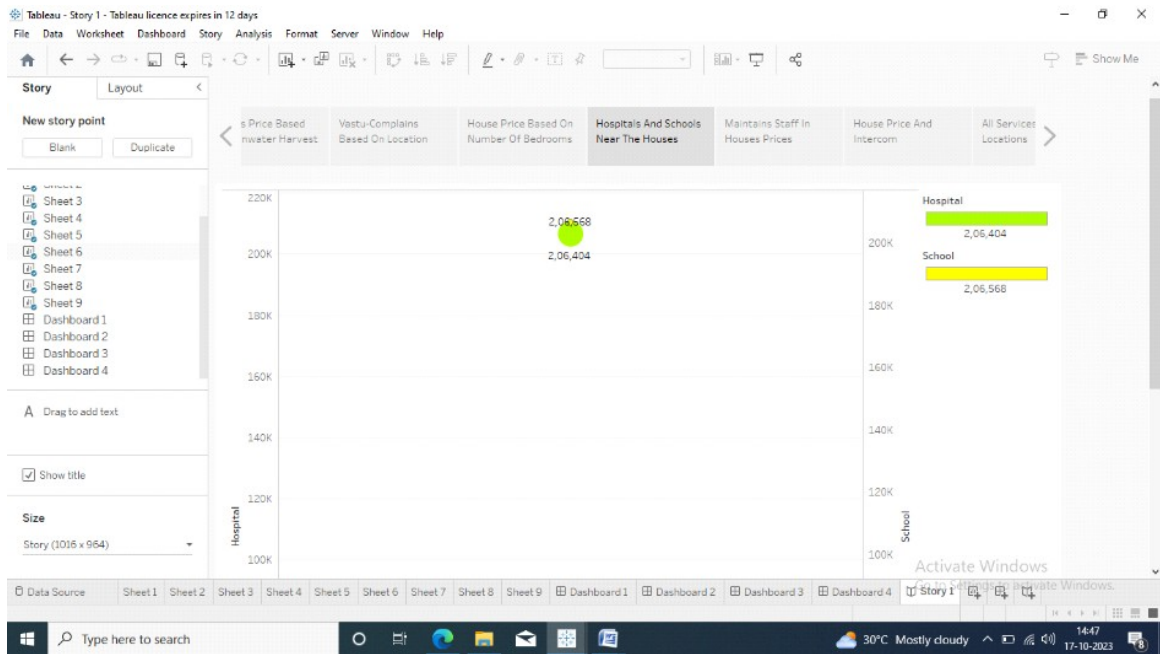 Tableau - Story 1 - Tableau licence expires in 12 days
File Data Worksheet Dashboard Story Analysis Format Server Window Help
Show Me
Story Layout
New story point
Blank Duplicate
Sheet 3
Sheet 4
Sheet 5
Sheet 6
Sheet 7
Sheet 8
Sheet 9
Dashboard 1
Dashboard 2
Dashboard 3
Dashboard 4
A Drag to add text
Show title
Size
Story (1016 x 964)
s Price Based
nwater Harvest
Vastu-Complains
Based On Location
House Price Based On
Number Of Bedrooms
Hospitals And Schools
Near The Houses
Maintains Staff In
Houses Prices
House Price And
Intercom
All Services
Locations
220K
200K
180K
160K
140K
120K
100K
Hospital
2,06,568
2,06,404
200K
180K
160K
140K
120K
100K
School
Hospital
2,06,404
School
2,06,568
Activate Windows
Go to Settings to activate Windows.
Data Source Sheet 1 Sheet 2 Sheet 3 Sheet 4 Sheet 5 Sheet 6 Sheet 7 Sheet 8 Sheet 9 Dashboard 1 Dashboard 2 Dashboard 3 Dashboard 4 Story 1
Type here to search
30°C Mostly cloudy
14:47
17-10-2023